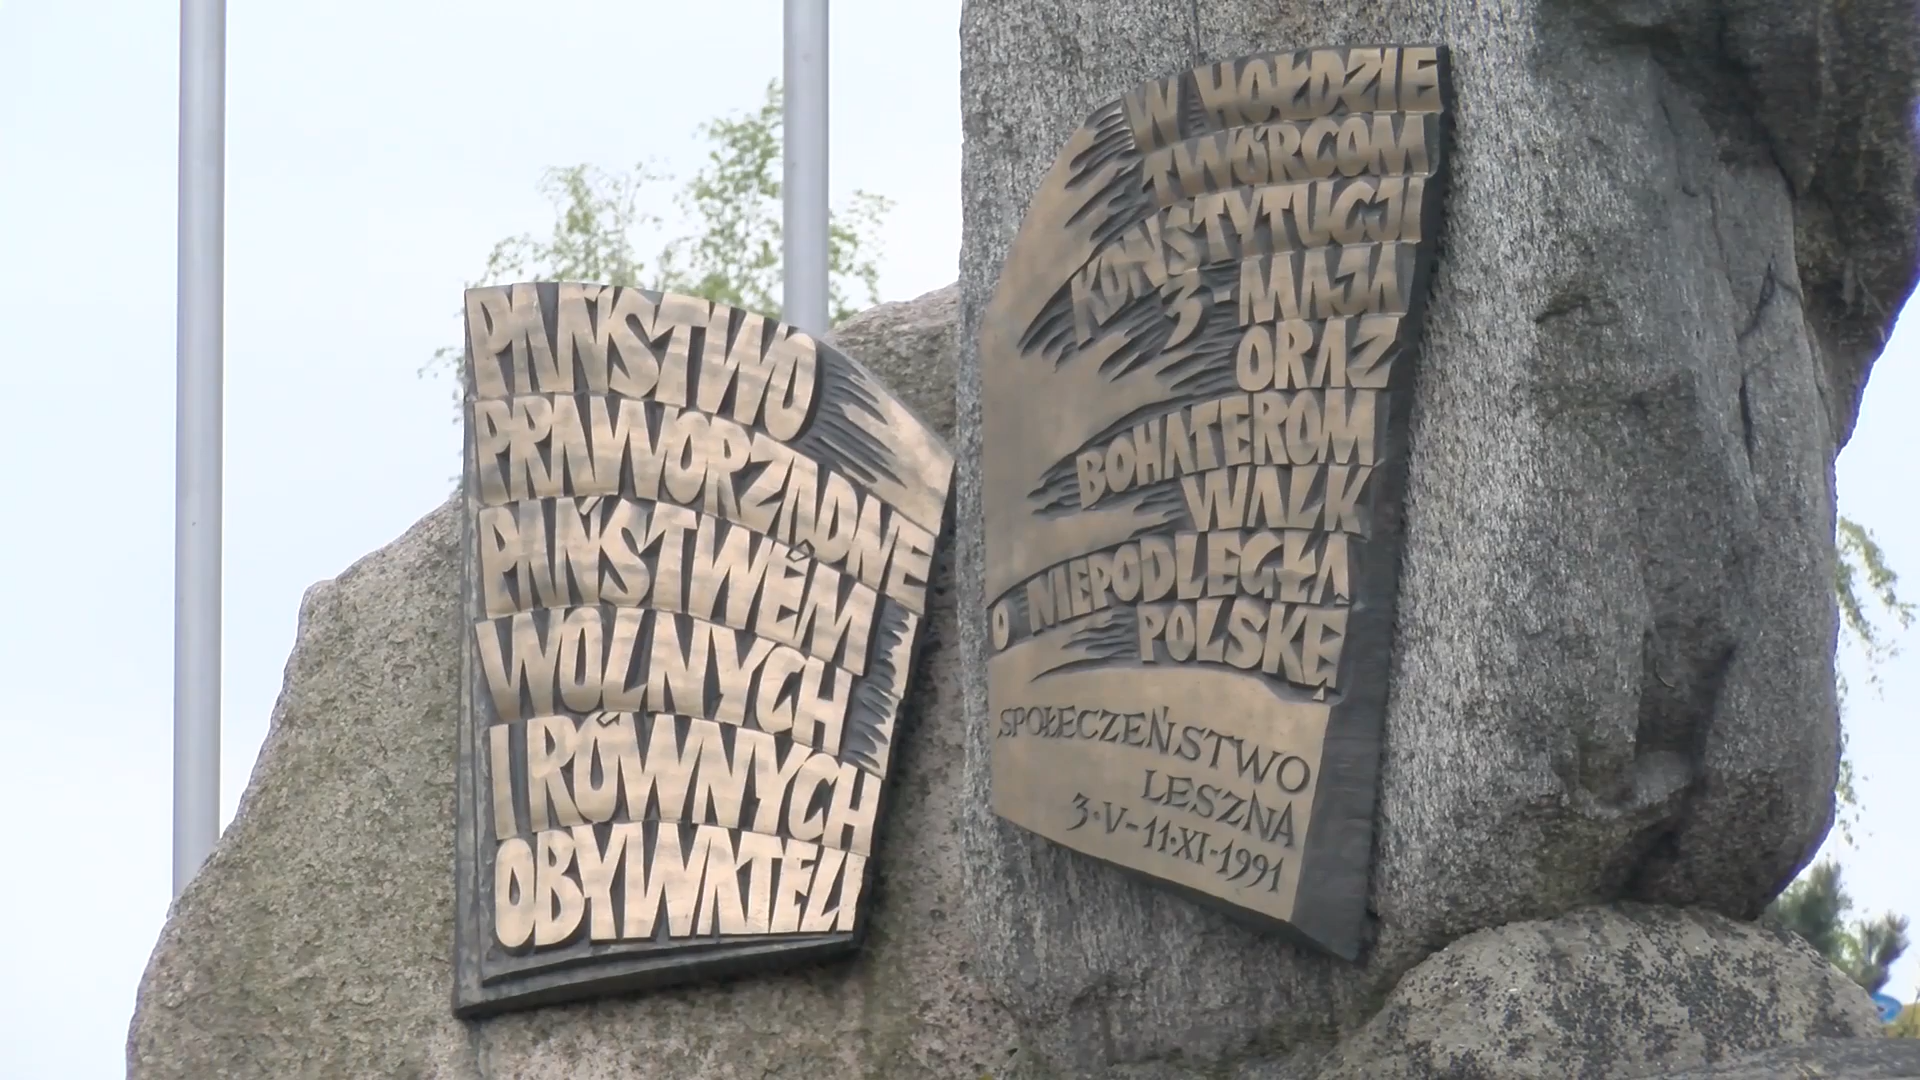 PAŃSTWO
PRAWORZĄDNE
PAŃSTWEM
WOLNYCH
I RÓWNYCH
OBYWATELI
W HOŁDZIE
TWÓRCOM
KONSTYTUCJI
3-MAJA
ORAZ
BOHATEROM
WALK
O NIEPODLEGŁĄ
POLSKĘ
SPOŁECZEŃSTWO
LESZNA
3·V-11·XI-1991